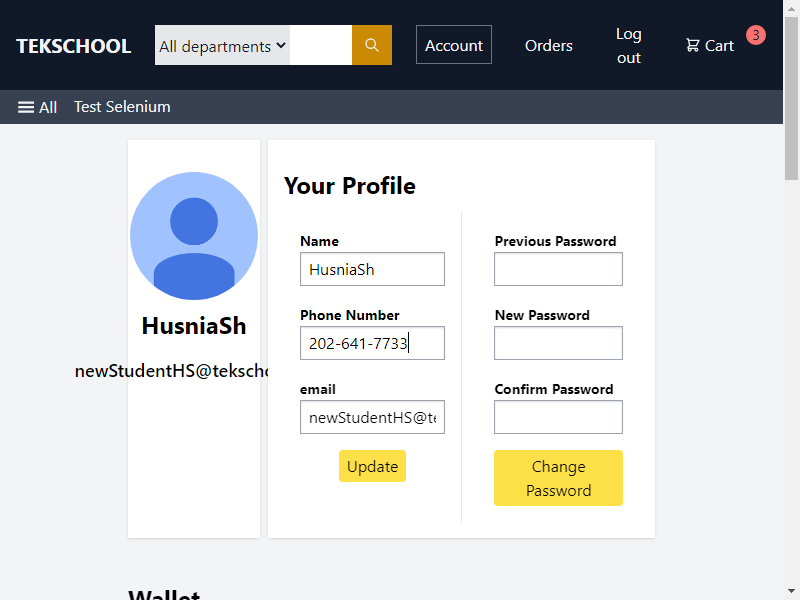 TEKSCHOOL
All departments
Account
Orders
Log
out
Cart
3
All
Test Selenium
HusniaSh
newStudentHS@tekscho
Your Profile
Name
HusniaSh
Phone Number
202-641-7733
email
newStudentHS@te
Update
Previous Password
New Password
Confirm Password
Change
Password
Wallet